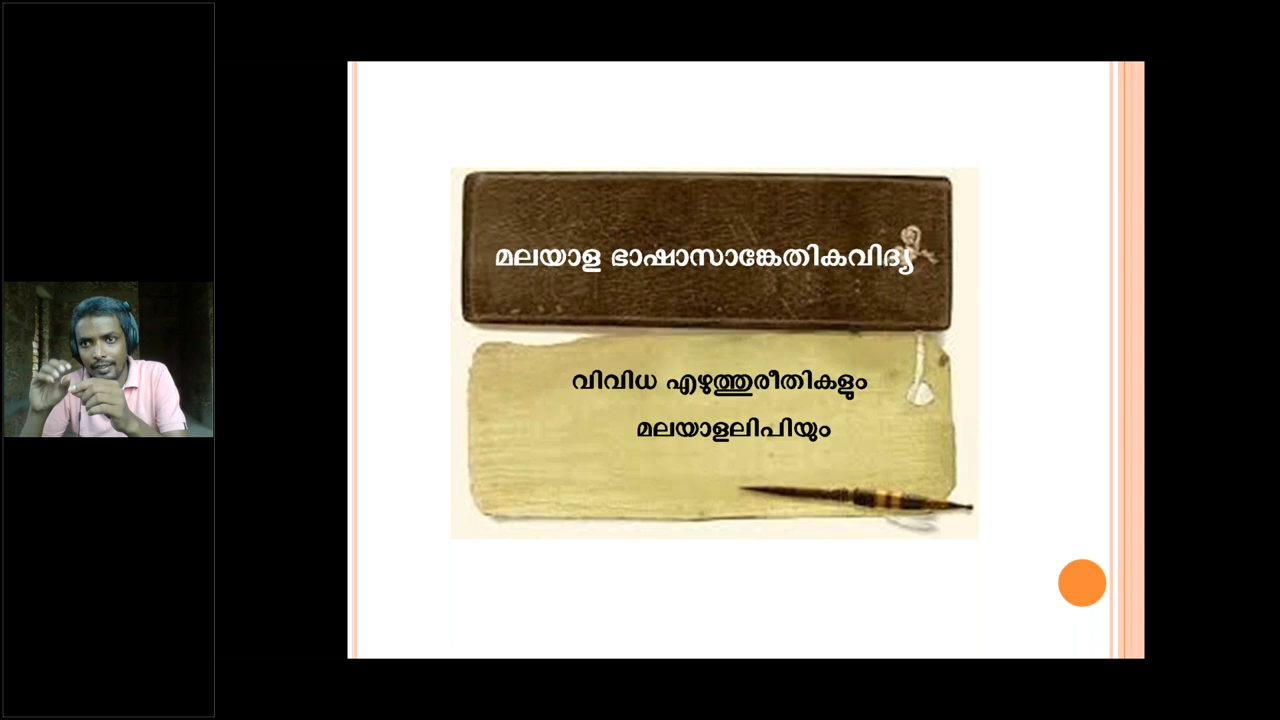 മലയാള ഭാഷാസാങ്കേതികവിദ്യ
വിവിധ എഴുത്തുരീതികളും
മലയാളലിപിയും